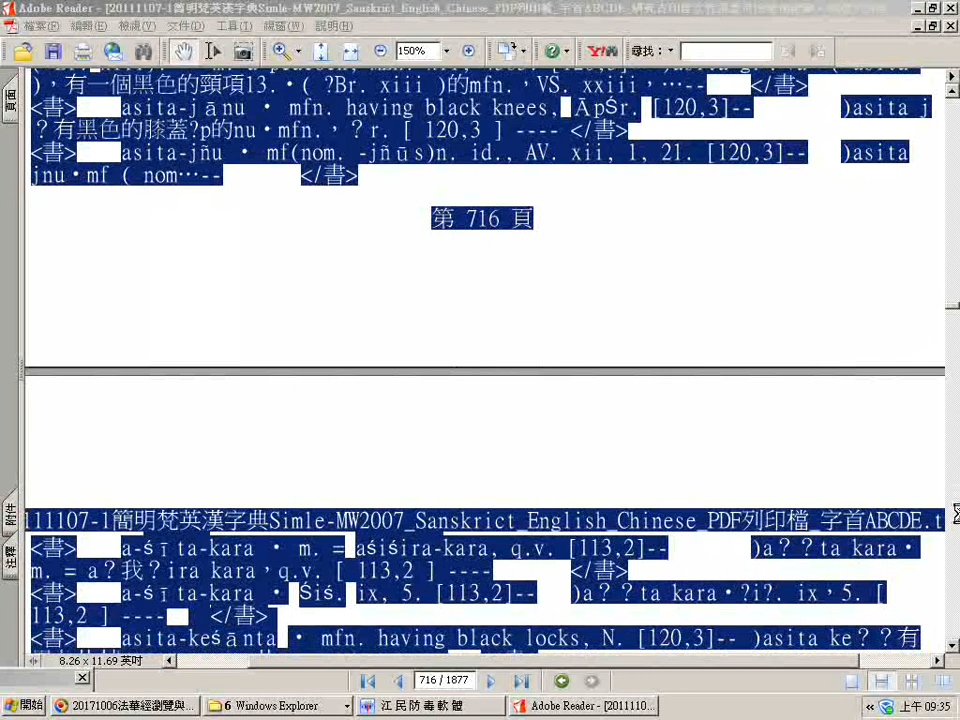 Adobe Reader - [20111107-1簡明梵英漢字典Simle-MW2007_Sanskrit_English_Chinese_PDF列印檔_字首ABCDE
檔案(F) 編輯(E) 檢視(V) 文件(D) 工具(T) 視窗(W) 說明(H)
150% 尋找:
頁面
)，有一個黑色的頸項13.‧( ?Br. xiii )的mfn.，VS. xxiii，…-- </書>
<書> asita-jānu ‧ mfn. having black knees, ĀpŚr. [120,3]-- )asita j
？有黑色的膝蓋?p的nu‧mfn.，？r. [ 120,3 ] ---- </書>
<書> asita-jñu ‧ mf(nom. -jñūs)n. id., AV. xii, 1, 21. [120,3]-- )asita
jnu‧mf ( nom…-- </書>
第 716 頁
附件
註釋
111107-1簡明梵英漢字典Simle-MW2007_Sanskrict_English_Chinese_PDF列印檔_字首ABCDE.t
<書> a-śīta-kara ‧ m. = aśiśira-kara, q.v. [113,2]-- )a？？ta kara‧
m. = a？我？ira kara，q.v. [ 113,2 ] ---- </書>
<書> a-śīta-kara ‧ Śiś. ix, 5. [113,2]-- )a？？ta kara‧?i?. ix，5. [
113,2 ] ---- </書>
<書> asita-keśānta ‧ mfn. having black locks, N. [120,3]-- )asita ke？？有
8.26 x 11.69 英吋
716 / 1877
開始 20171006法華經瀏覽與... 6 Windows Explorer 江民防毒軟體 Adobe Reader - [2011110... 上午 09:35